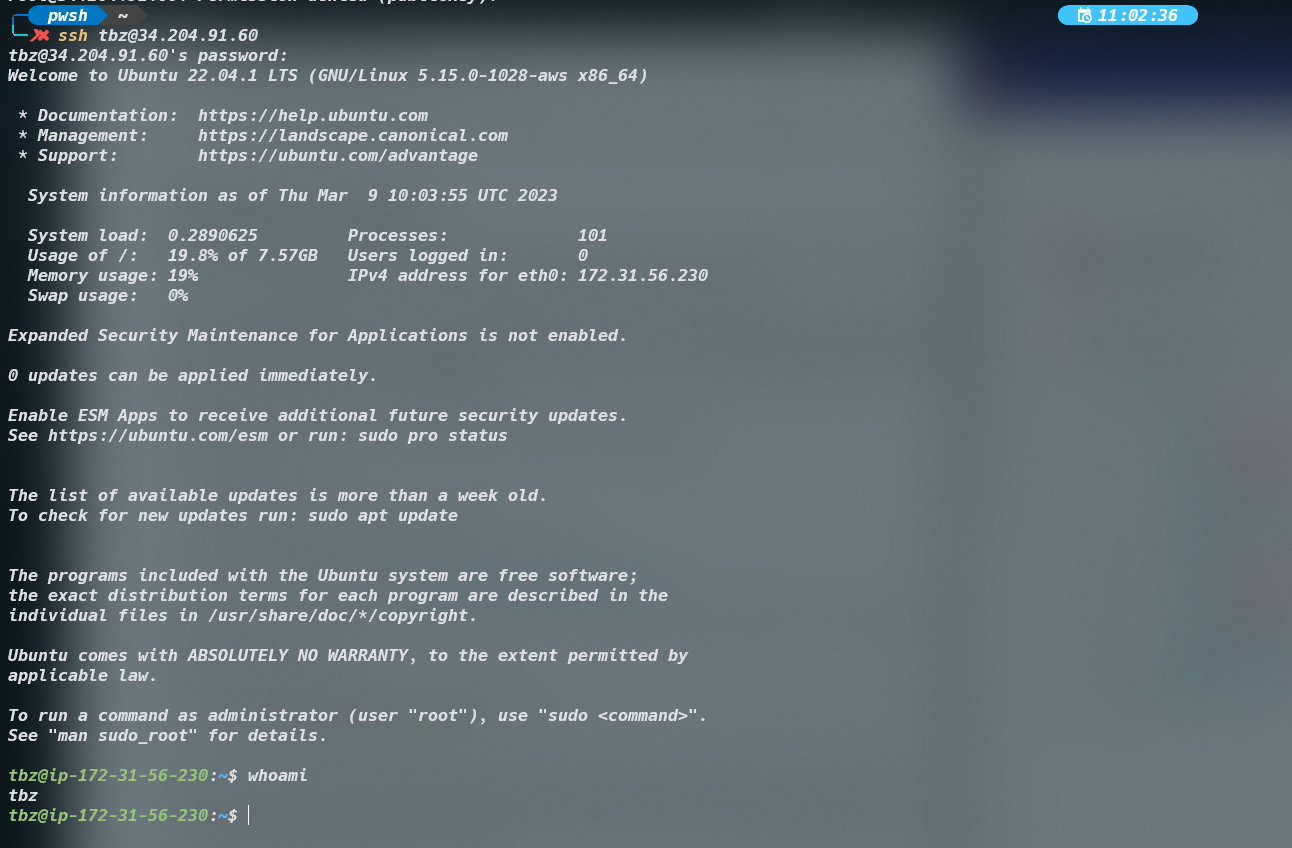 pwsh ~ 11:02:36
ssh tbz@34.204.91.60
tbz@34.204.91.60's password:
Welcome to Ubuntu 22.04.1 LTS (GNU/Linux 5.15.0-1028-aws x86_64)
* Documentation:  https://help.ubuntu.com
* Management:     https://landscape.canonical.com
* Support:        https://ubuntu.com/advantage
System information as of Thu Mar  9 10:03:55 UTC 2023
System load:  0.2890625         Processes:             101
Usage of /:   19.8% of 7.57GB   Users logged in:       0
Memory usage: 19%               IPv4 address for eth0: 172.31.56.230
Swap usage:   0%
Expanded Security Maintenance for Applications is not enabled.
0 updates can be applied immediately.
Enable ESM Apps to receive additional future security updates.
See https://ubuntu.com/esm or run: sudo pro status
The list of available updates is more than a week old.
To check for new updates run: sudo apt update
The programs included with the Ubuntu system are free software;
the exact distribution terms for each program are described in the
individual files in /usr/share/doc/*/copyright.
Ubuntu comes with ABSOLUTELY NO WARRANTY, to the extent permitted by
applicable law.
To run a command as administrator (user "root"), use "sudo <command>".
See "man sudo_root" for details.
tbz@ip-172-31-56-230:~$ whoami
tbz
tbz@ip-172-31-56-230:~$